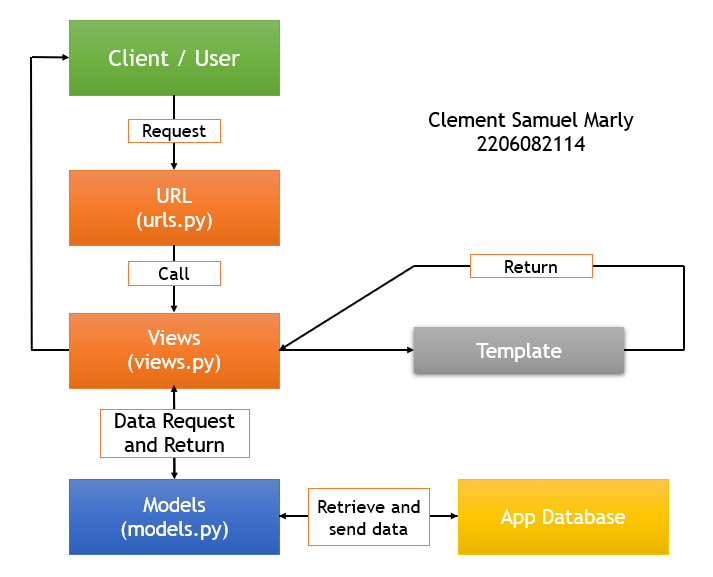 Client / User
Request
Clement Samuel Marly
2206082114
URL
(urls.py)
Call
Return
Views
(views.py)
Template
Data Request
and Return
Models
(models.py)
Retrieve and
send data
App Database